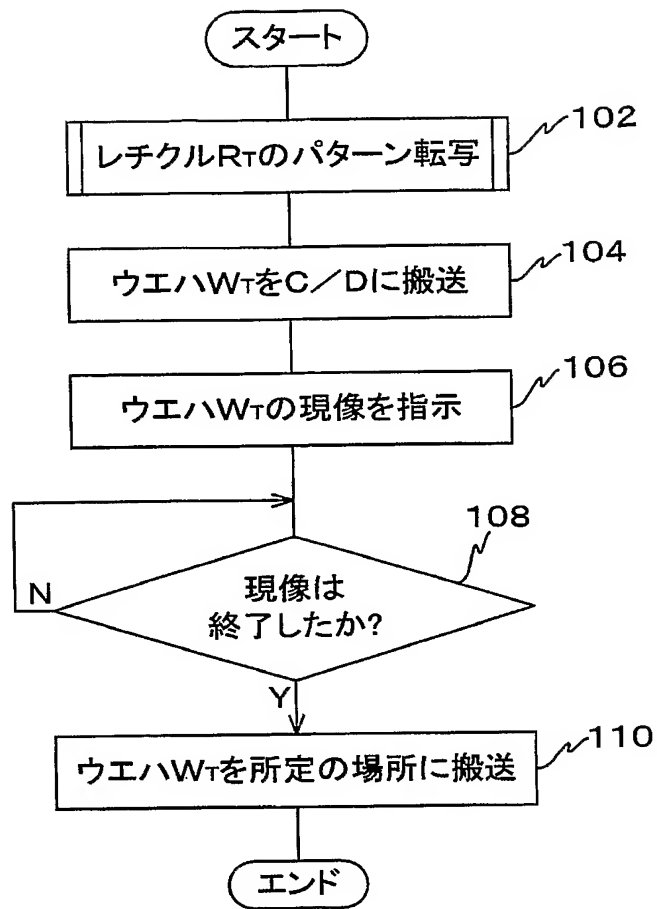 スタート
レチクルRTのパターン転写
102
ウエハWTをC/Dに搬送
104
ウエハWTの現像を指示
106
108
現像は
終了したか?
N
Y
ウエハWTを所定の場所に搬送
110
エンド